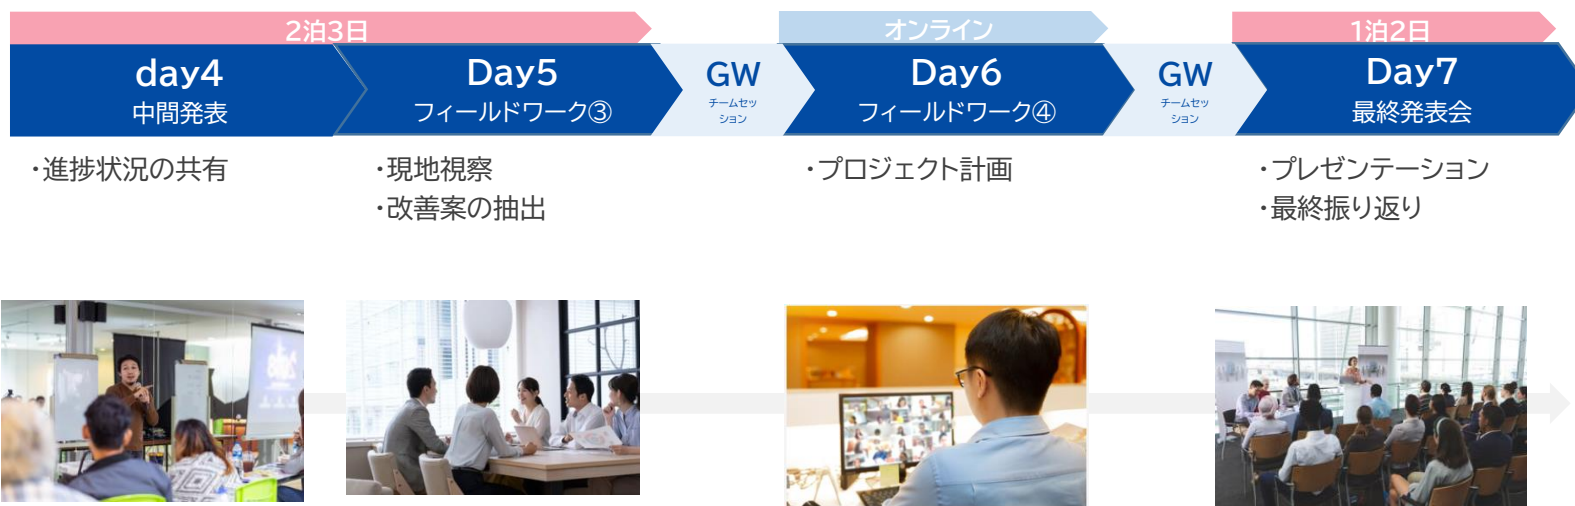 2泊3日
オンライン
1泊2日
day4
中間発表
Day5
フィールドワーク③
GW
チームセッ
ション
Day6
フィールドワーク④
GW
チームセッ
ション
Day7
最終発表会
・進捗状況の共有
・現地視察
・改善案の抽出
・プロジェクト計画
・プレゼンテーション
・最終振り返り